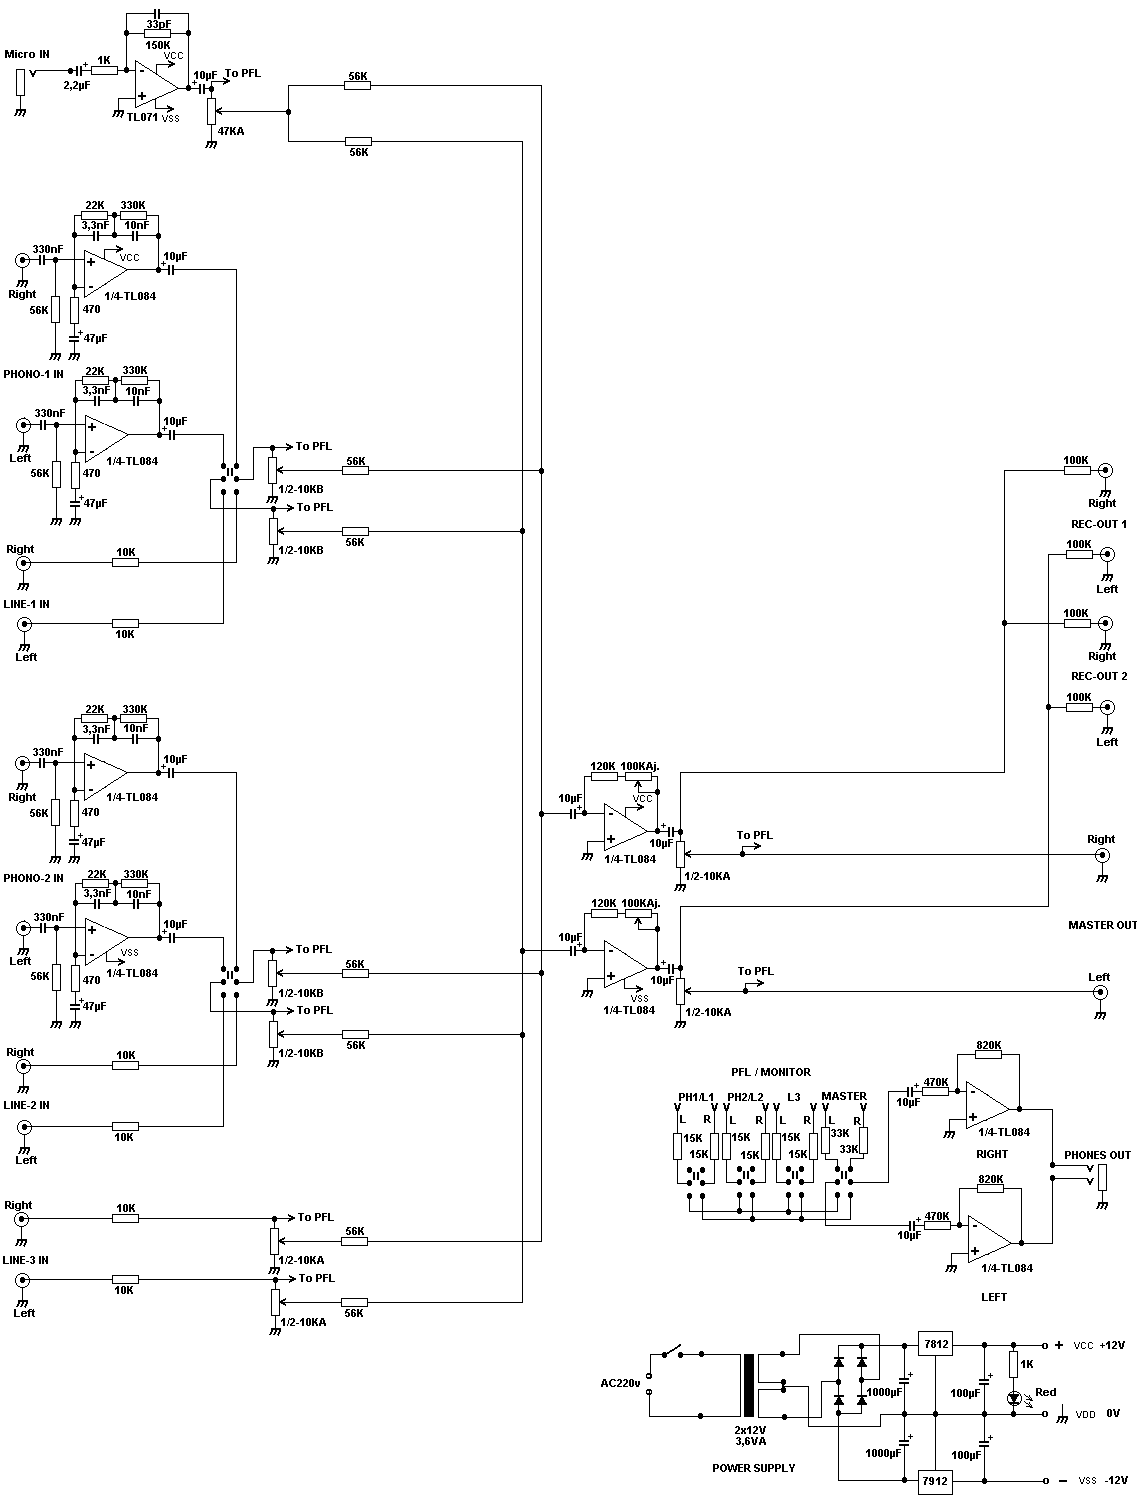 33pF
150K
Micro IN
1K
VCC
10µF
To PFL
56K
2,2µF
TL071
VSS
47KA
56K
22K
330K
3,3nF
10nF
330nF
VCC
10µF
Right
1/4-TL084
56K
470
47µF
PHONO-1 IN
22K
330K
3,3nF
10nF
330nF
10µF
Left
1/4-TL084
To PFL
56K
56K
470
1/2-10KB
47µF
To PFL
56K
1/2-10KB
Right
10K
LINE-1 IN
10K
Left
100K
Right
REC-OUT 1
100K
Left
100K
Right
REC-OUT 2
100K
Left
22K
330K
3,3nF
10nF
330nF
10µF
Right
1/4-TL084
56K
470
47µF
PHONO-2 IN
22K
330K
3,3nF
10nF
330nF
10µF
Left
VSS
1/4-TL084
To PFL
56K
56K
470
1/2-10KB
47µF
To PFL
56K
1/2-10KB
Right
10K
LINE-2 IN
10K
Left
120K
100KAj.
10µF
VCC
10µF
1/4-TL084
To PFL
Right
1/2-10KA
120K
100KAj.
10µF
MASTER OUT
10µF
VSS
1/4-TL084
To PFL
Left
1/2-10KA
Right
10K
To PFL
56K
1/2-10KA
LINE-3 IN
10K
To PFL
56K
1/2-10KA
Left
PFL / MONITOR
PH1/L1
PH2/L2
L3
MASTER
L
R
L
R
L
R
L
R
15K
15K
15K
15K
15K
15K
33K
33K
820K
470K
10µF
1/4-TL084
RIGHT
PHONES OUT
820K
470K
10µF
1/4-TL084
LEFT
AC220v
2x12V
3,6VA
POWER SUPPLY
7812
+ VCC +12V
1K
1000µF
100µF
Red
VDD 0V
1000µF
100µF
7912
- VSS -12V